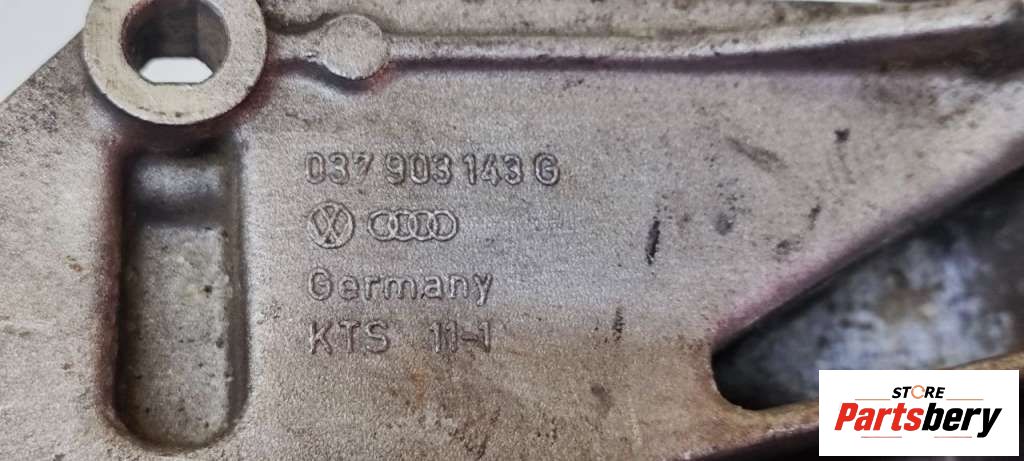 037 903 143 G
Germany
KTS 11-1
STORE
Partsbery